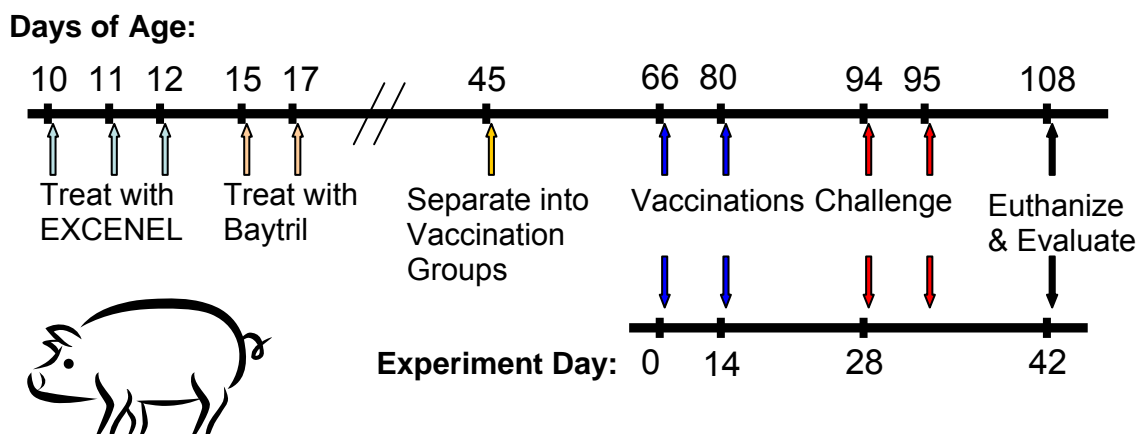 Days of Age:
10 11 12 15 17 45 66 80 94 95 108
Treat with
EXCENEL
Treat with
Baytril
Separate into
Vaccination
Groups
Vaccinations
Challenge
Euthanize
& Evaluate
Experiment Day: 0 14 28 42